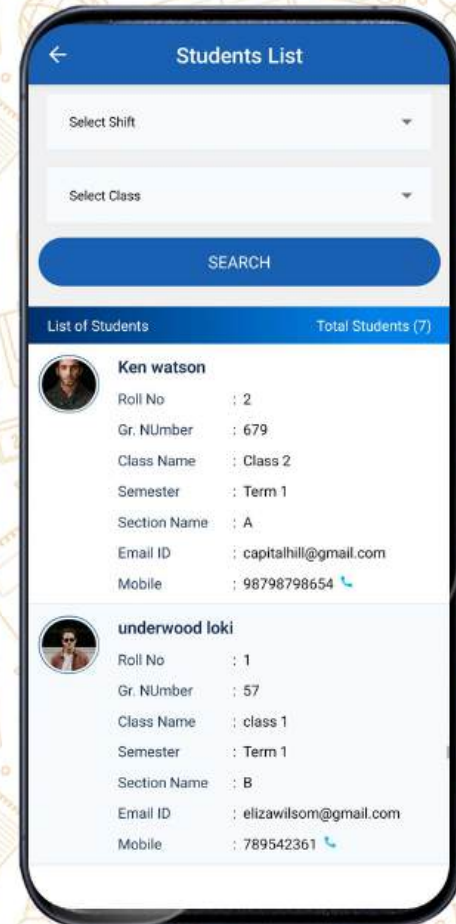 Students List
Select Shift
Select Class
SEARCH
List of Students Total Students (7)
Ken watson
Roll No : 2
Gr. NUmber : 679
Class Name : Class 2
Semester : Term 1
Section Name : A
Email ID : capitalhill@gmail.com
Mobile : 98798798654
underwood loki
Roll No : 1
Gr. NUmber : 57
Class Name : class 1
Semester : Term 1
Section Name : B
Email ID : elizawilsom@gmail.com
Mobile : 789542361